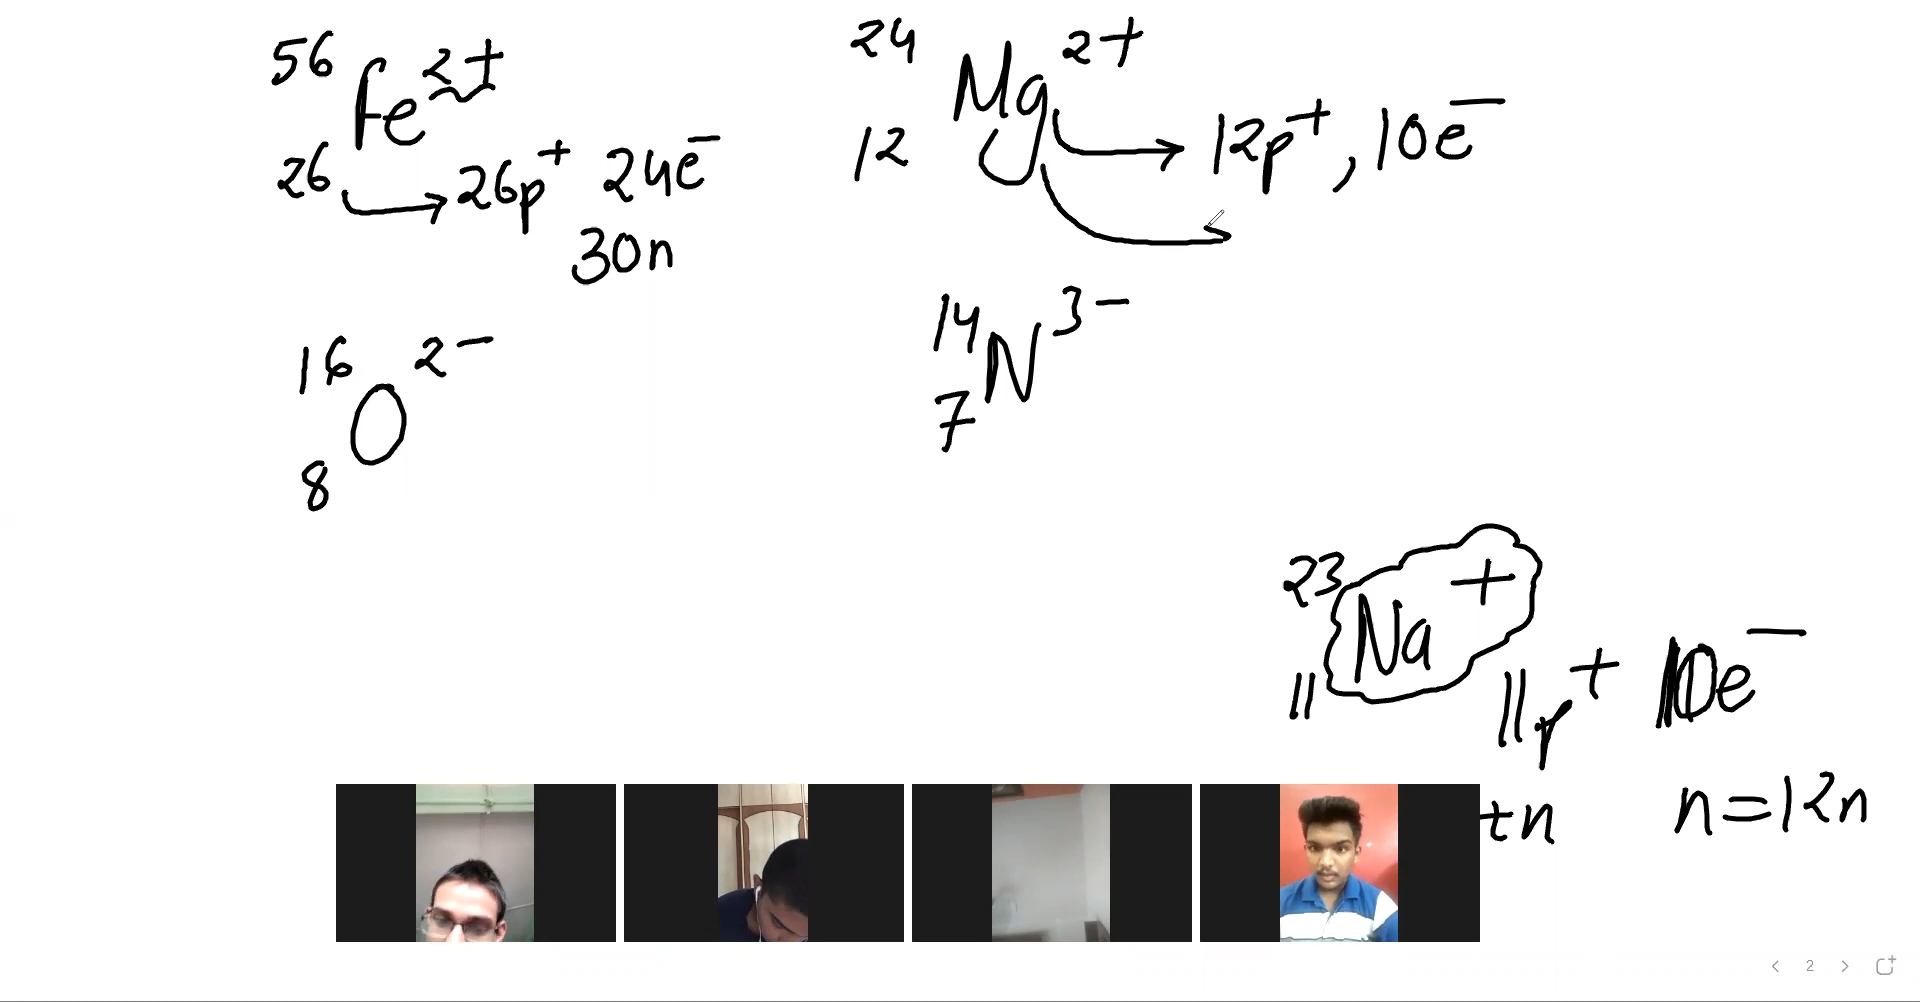 56 Fe 2+
26 → 26p+ 24e−
30n
24 Mg 2+
12 → 12p+, 10e−
16 O 2−
8
14 N 3−
7
23 Na +
11 11p+ 10e−
+n n=12n
2